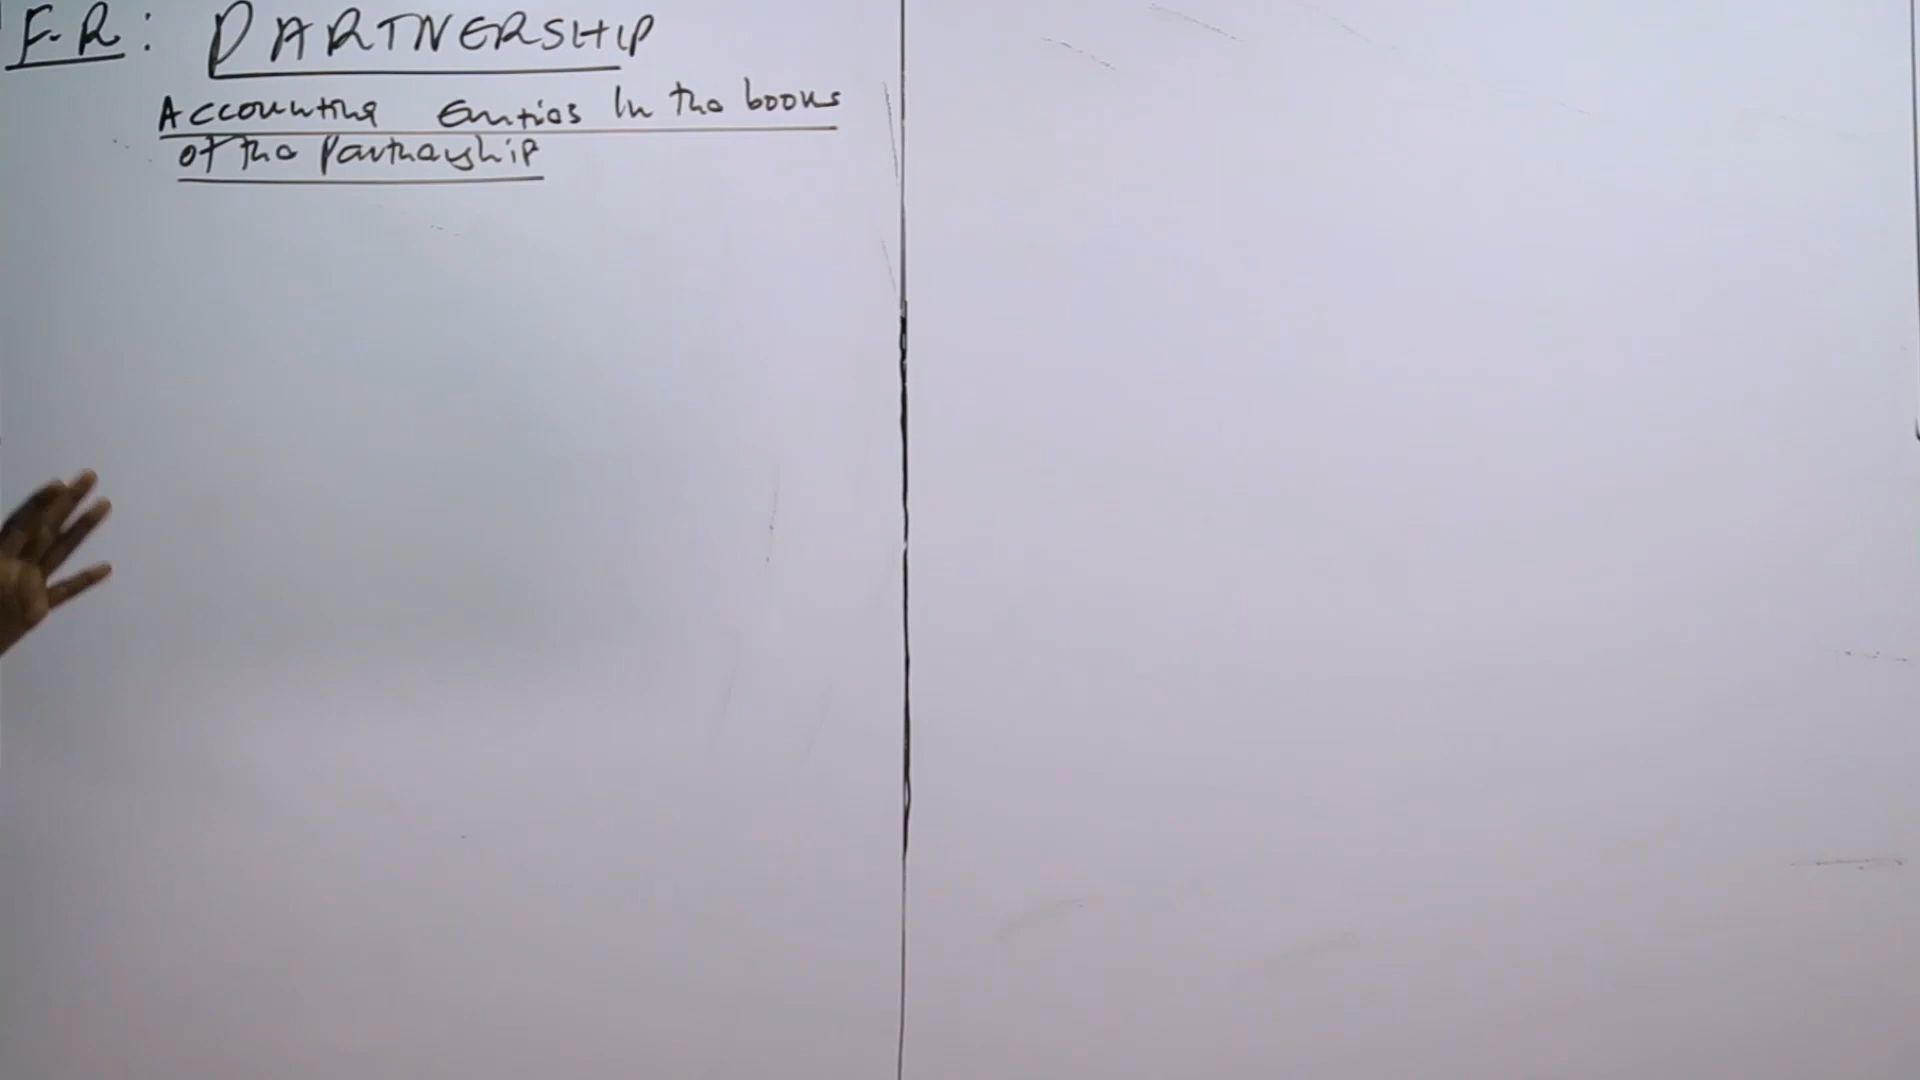 F.R: PARTNERSHIP
Accounting Entries in the books
of the Partnership